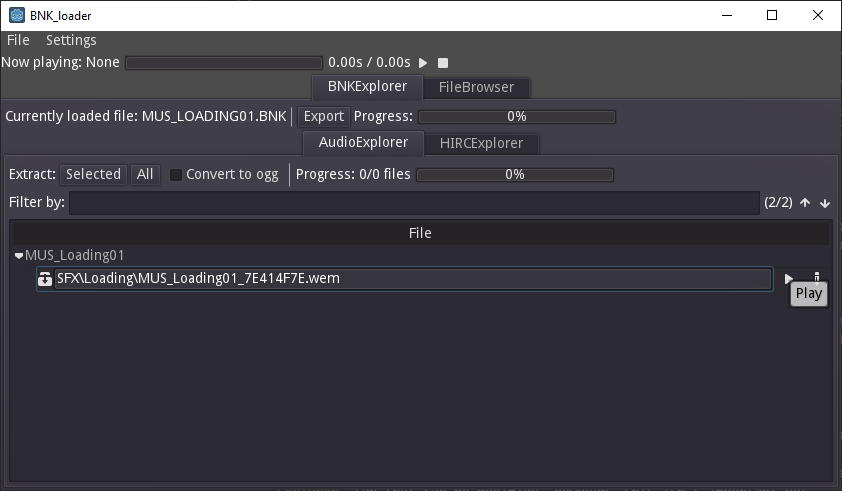 BNK_loader
File Settings
Now playing: None 0.00s / 0.00s
BNKExplorer FileBrowser
Currently loaded file: MUS_LOADING01.BNK Export Progress: 0%
AudioExplorer HIRCExplorer
Extract: Selected All Convert to ogg Progress: 0/0 files 0%
Filter by: (2/2)
File
MUS_Loading01
SFX\Loading\MUS_Loading01_7E414F7E.wem
Play